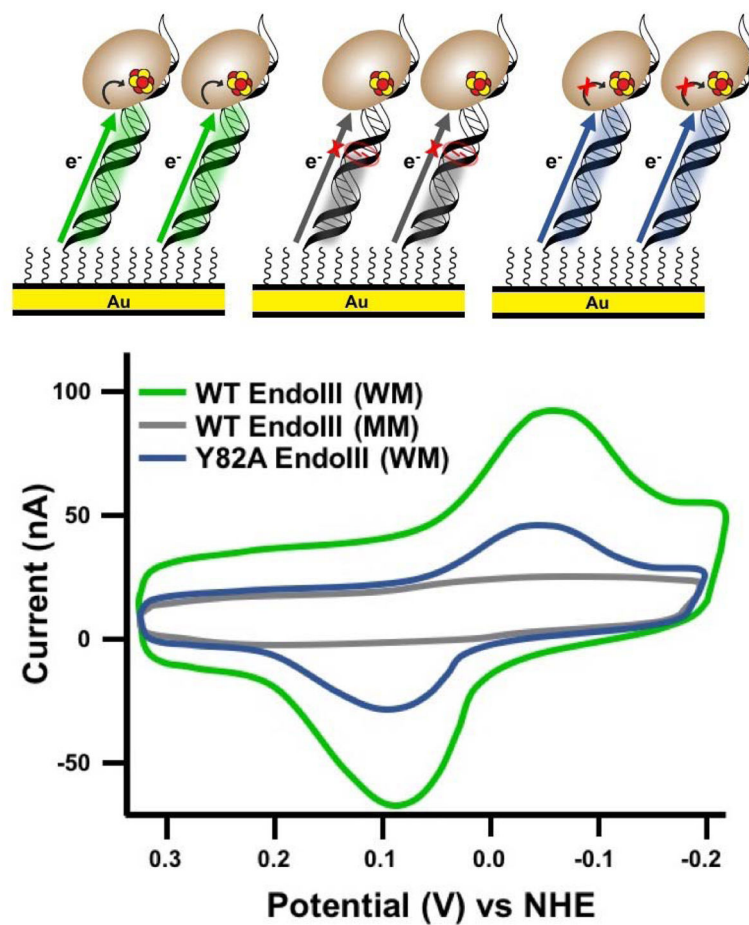 e-
e-
e-
e-
e-
e-
Au
Au
Au
100
50
0
-50
WT EndoIII (WM)
WT EndoIII (MM)
Y82A EndoIII (WM)
Current (nA)
0.3 0.2 0.1 0.0 -0.1 -0.2
Potential (V) vs NHE